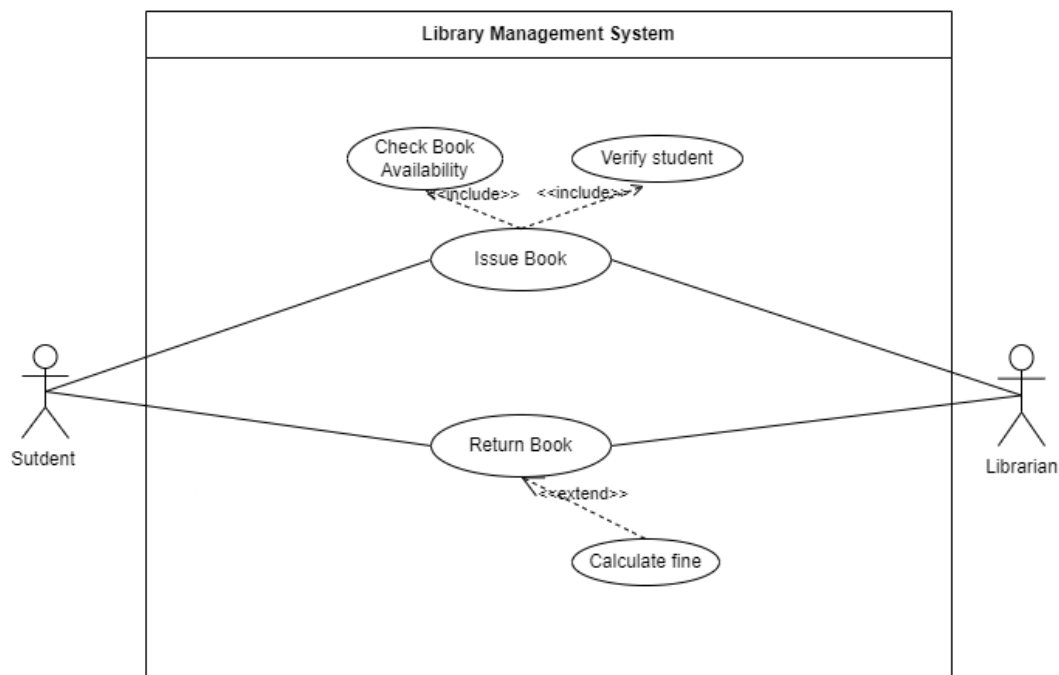 Library Management System
Check Book
Availability
Verify student
<<include>>
<<include>>
Issue Book
Sutdent
Return Book
Librarian
<<extend>>
Calculate fine